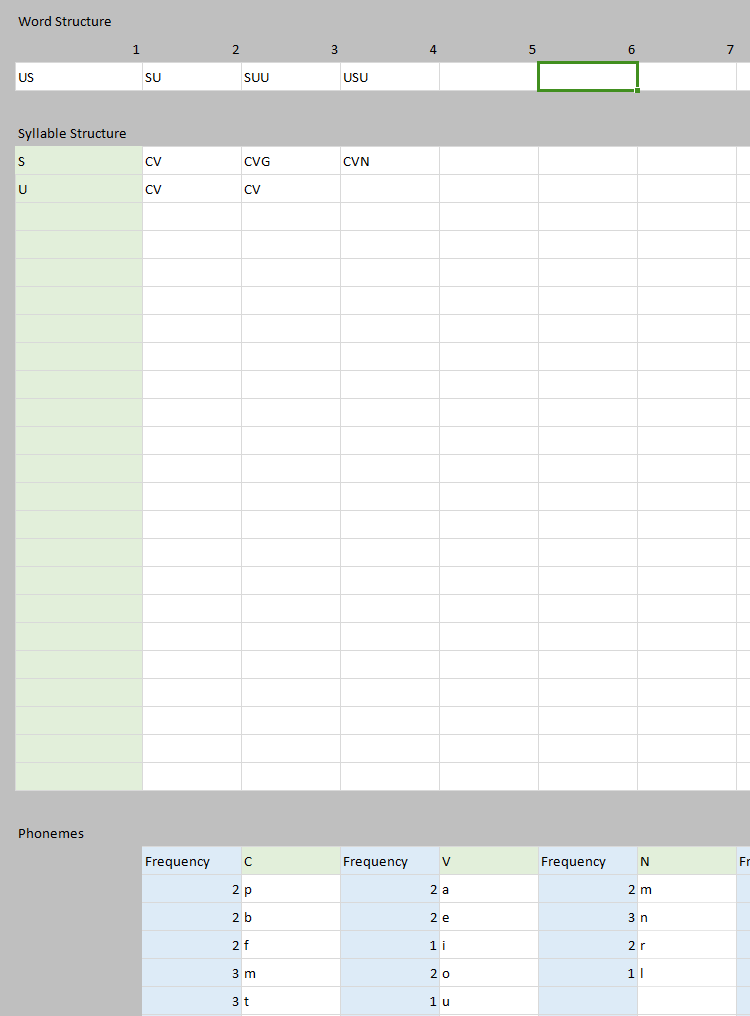 Word Structure
1 2 3 4 5 6 7
US SU SUU USU
Syllable Structure
S CV CVG CVN
U CV CV
Phonemes
Frequency C Frequency V Frequency N Fr
2 p 2 a 2 m
2 b 2 e 3 n
2 f 1 i 2 r
3 m 2 o 1 l
3 t 1 u